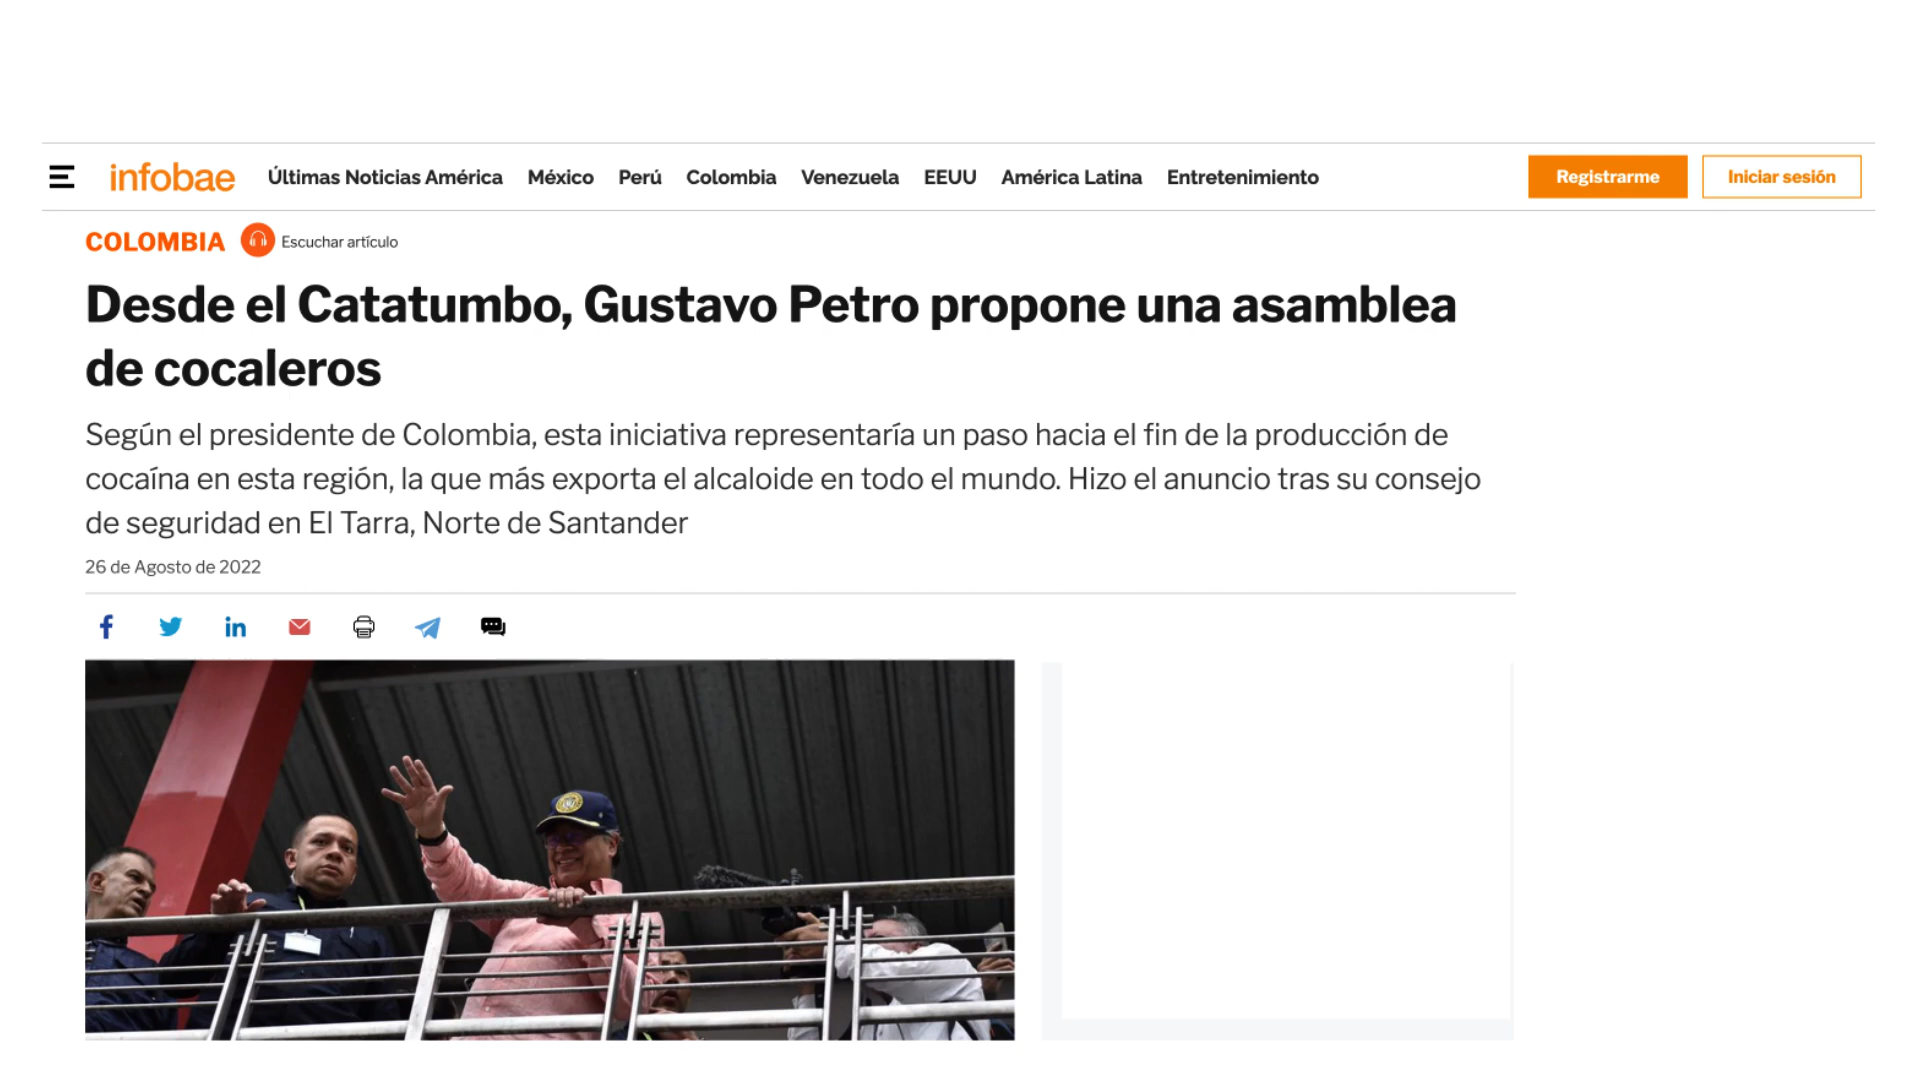 infobae Últimas Noticias América México Perú Colombia Venezuela EEUU América Latina Entretenimiento Registrarme Iniciar sesión
COLOMBIA Escuchar artículo
Desde el Catatumbo, Gustavo Petro propone una asamblea
de cocaleros
Según el presidente de Colombia, esta iniciativa representaría un paso hacia el fin de la producción de
cocaína en esta región, la que más exporta el alcaloide en todo el mundo. Hizo el anuncio tras su consejo
de seguridad en El Tarra, Norte de Santander
26 de Agosto de 2022